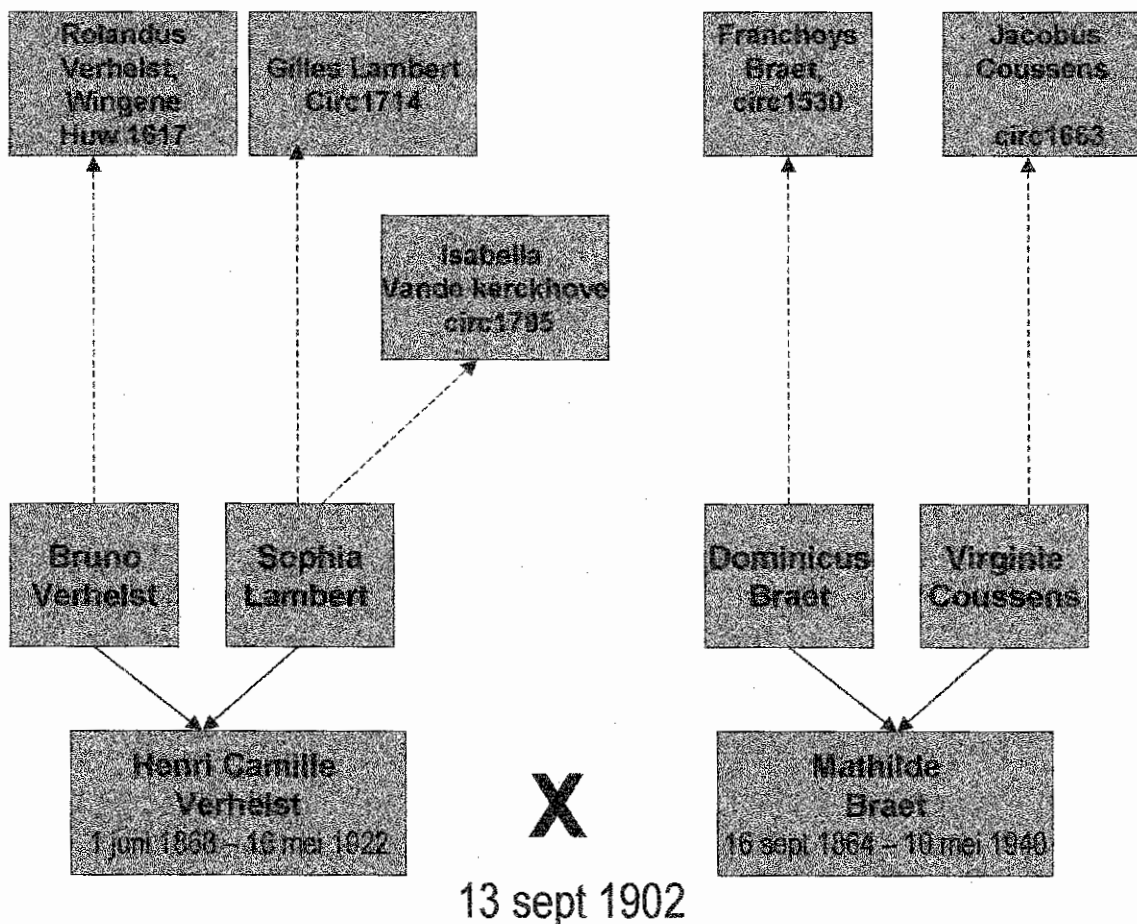 Rolandus
Verhelst,
Wingene
Huw 1617
Gilles Lambert
Circ1714
Franchoys
Braet,
circ1530
Jacobus
Coussens
circ1663
Isabella
Vande kerckhove
circ1785
Bruno
Verhelst
Sophia
Lambert
Dominicus
Braet
Virginie
Coussens
Henri Camille
Verhelst
1 juni 1868 – 16 mei 1922
X
Mathilde
Braet
16 sept 1864 – 10 mei 1940
13 sept 1902